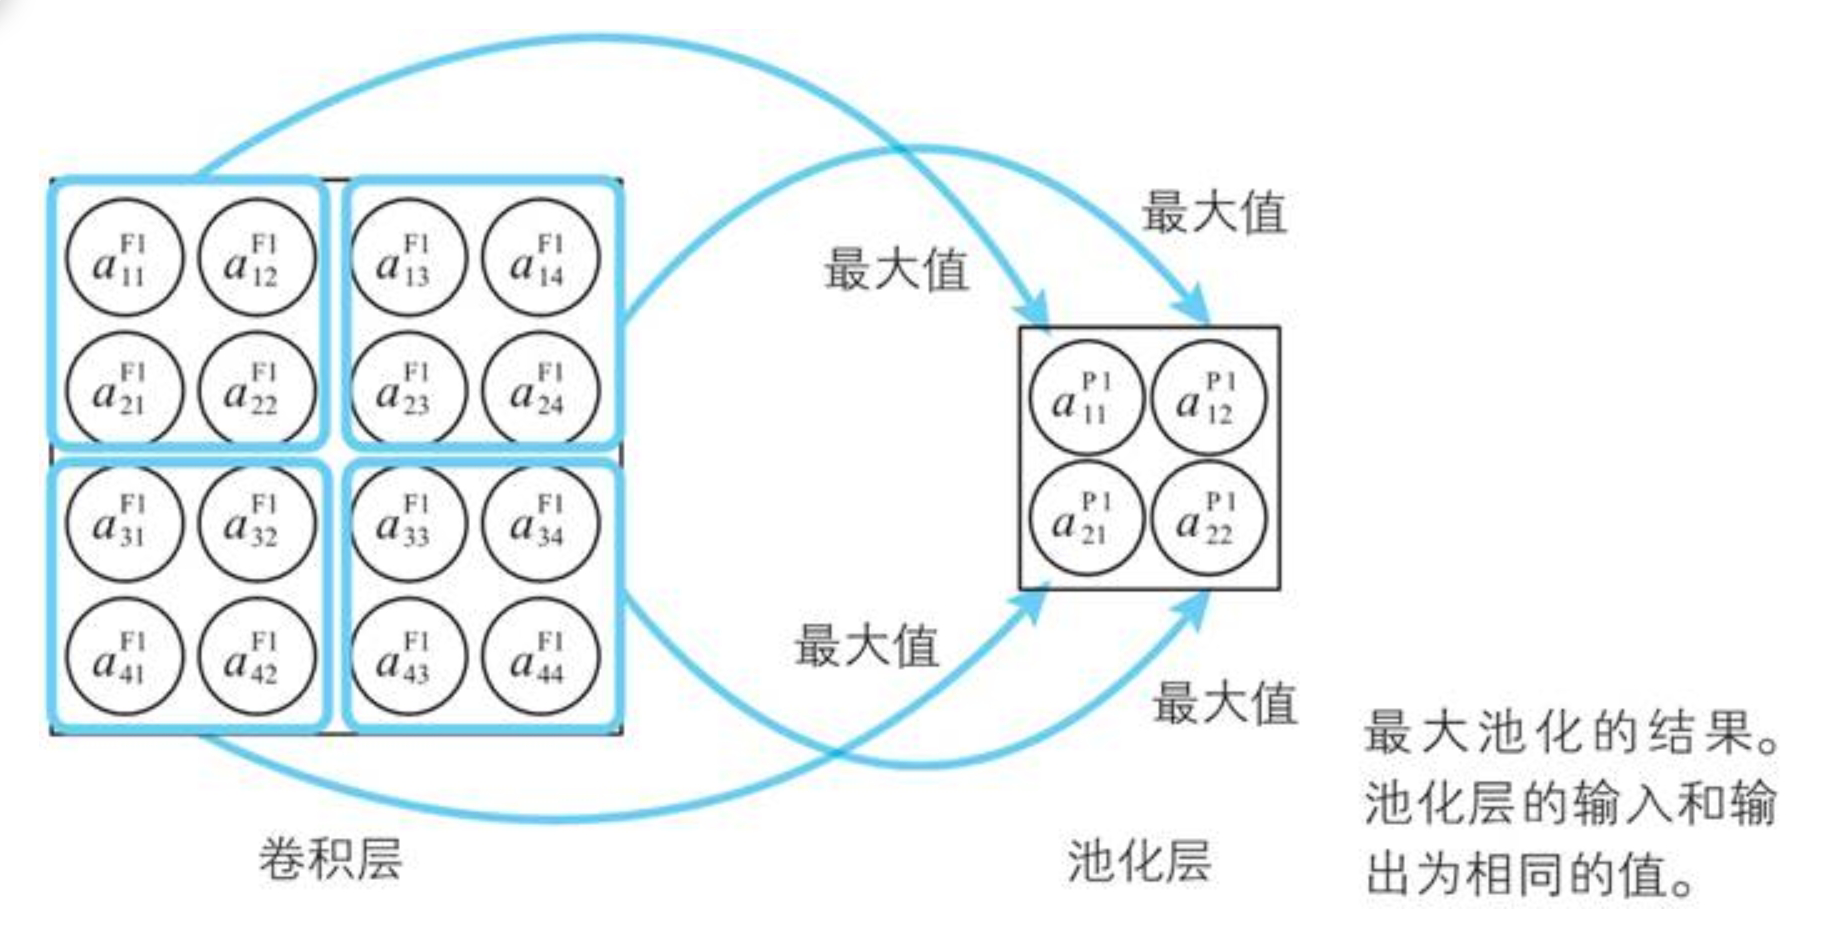 最大值
最大值
a_{11}^{F1} a_{12}^{F1} a_{13}^{F1} a_{14}^{F1}
a_{21}^{F1} a_{22}^{F1} a_{23}^{F1} a_{24}^{F1}
a_{31}^{F1} a_{32}^{F1} a_{33}^{F1} a_{34}^{F1}
a_{41}^{F1} a_{42}^{F1} a_{43}^{F1} a_{44}^{F1}
a_{11}^{P1} a_{12}^{P1}
a_{21}^{P1} a_{22}^{P1}
最大值
最大值
卷积层
池化层
最大池化的结果。
池化层的输入和输
出为相同的值。